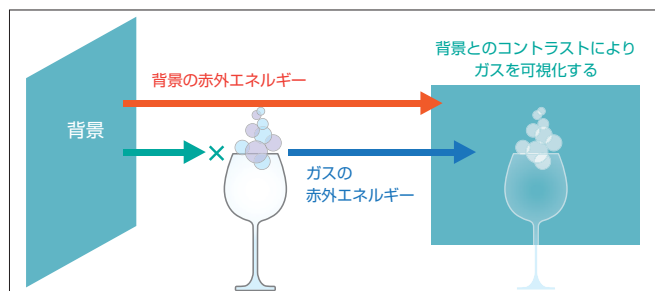 背景とのコントラストにより
ガスを可視化する
背景の赤外エネルギー
背景
ガスの
赤外エネルギー